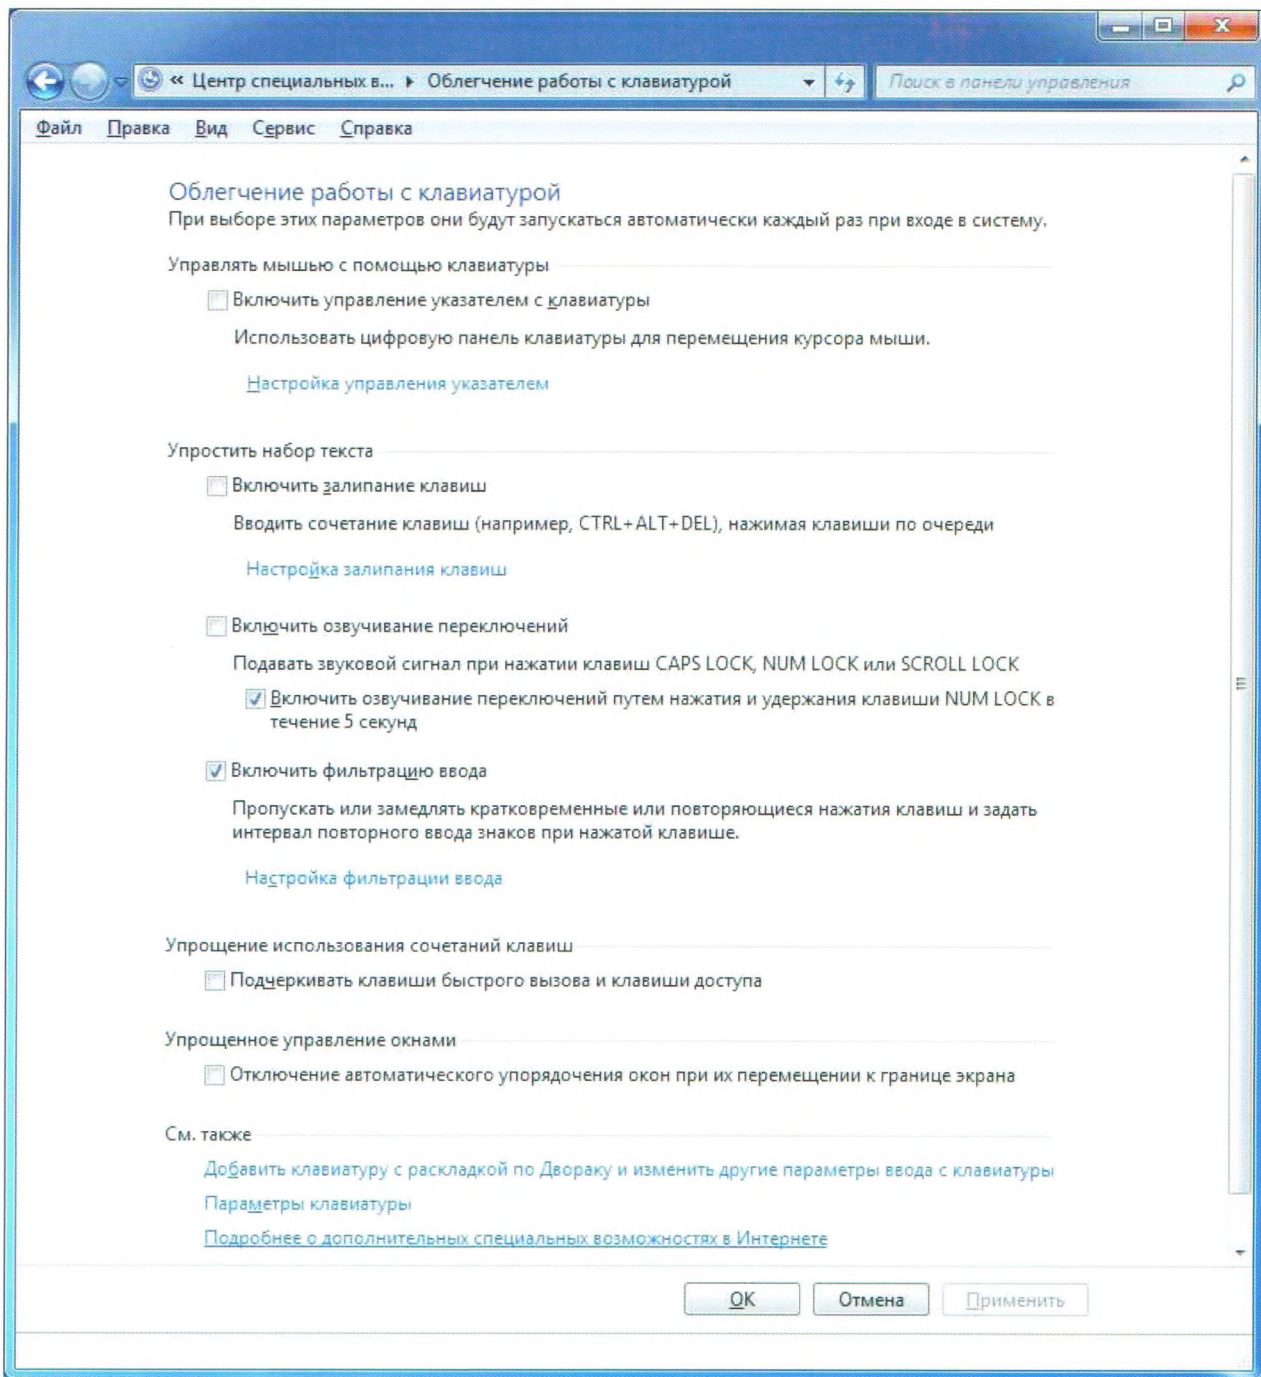 « Центр специальных в... ▸ Облегчение работы с клавиатурой
Поиск в панели управления
Файл Правка Вид Сервис Справка
Облегчение работы с клавиатурой
При выборе этих параметров они будут запускаться автоматически каждый раз при входе в систему.
Управлять мышью с помощью клавиатуры
Включить управление указателем с клавиатуры
Использовать цифровую панель клавиатуры для перемещения курсора мыши.
Настройка управления указателем
Упростить набор текста
Включить залипание клавиш
Вводить сочетание клавиш (например, CTRL+ALT+DEL), нажимая клавиши по очереди
Настройка залипания клавиш
Включить озвучивание переключений
Подавать звуковой сигнал при нажатии клавиш CAPS LOCK, NUM LOCK или SCROLL LOCK
Включить озвучивание переключений путем нажатия и удержания клавиши NUM LOCK в
течение 5 секунд
Включить фильтрацию ввода
Пропускать или замедлять кратковременные или повторяющиеся нажатия клавиш и задать
интервал повторного ввода знаков при нажатой клавише.
Настройка фильтрации ввода
Упрощение использования сочетаний клавиш
Подчеркивать клавиши быстрого вызова и клавиши доступа
Упрощенное управление окнами
Отключение автоматического упорядочения окон при их перемещении к границе экрана
См. также
Добавить клавиатуру с раскладкой по Двораку и изменить другие параметры ввода с клавиатуры
Параметры клавиатуры
Подробнее о дополнительных специальных возможностях в Интернете
OK Отмена Применить